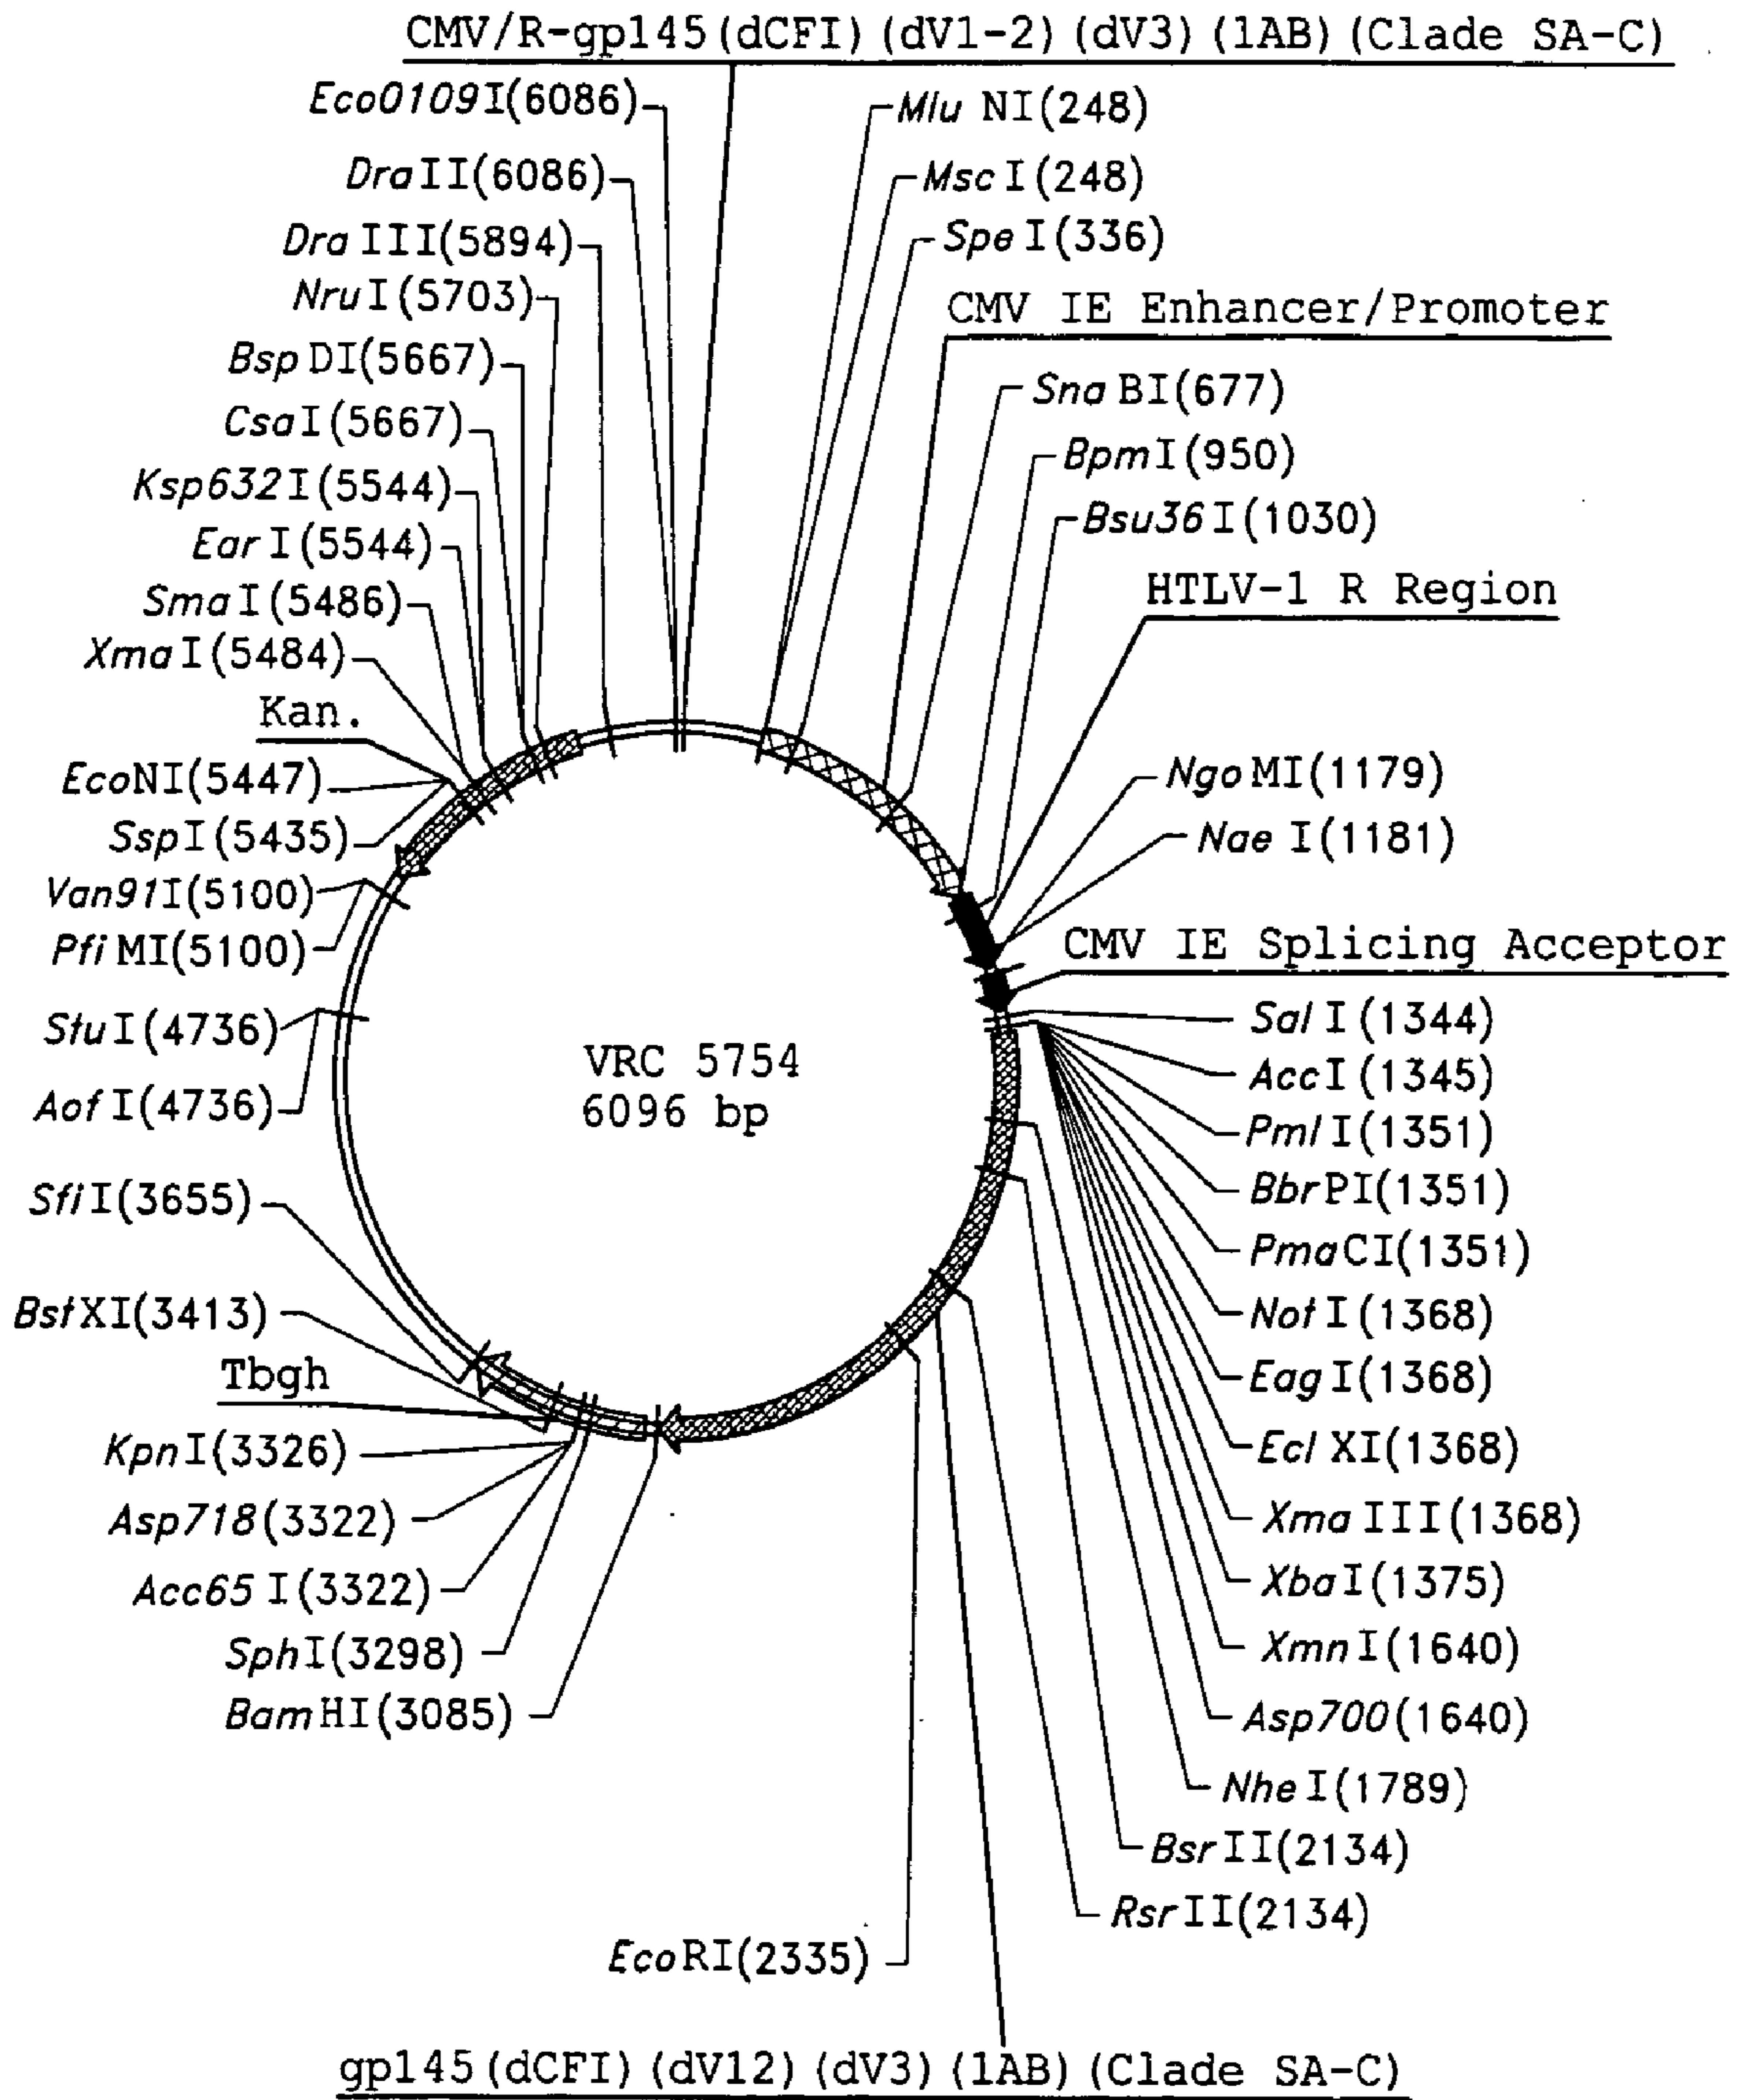 CMV/R-gp145(dCFI)(dV1-2)(dV3)(1AB)(Clade SA-C)
EcoO109I(6086)
DraII(6086)
DraIII(5894)
NruI(5703)
BspDI(5667)
CsaI(5667)
Ksp632I(5544)
EarI(5544)
SmaI(5486)
XmaI(5484)
Kan.
EcoNI(5447)
SspI(5435)
Van91I(5100)
PflMI(5100)
StuI(4736)
AofI(4736)
SfiI(3655)
BstXI(3413)
Tbgh
KpnI(3326)
Asp718(3322)
Acc65I(3322)
SphI(3298)
BamHI(3085)
MluNI(248)
MscI(248)
SpeI(336)
CMV IE Enhancer/Promoter
SnaBI(677)
BpmI(950)
Bsu36I(1030)
HTLV-1 R Region
NgoMI(1179)
NaeI(1181)
CMV IE Splicing Acceptor
SalI(1344)
AccI(1345)
PmlI(1351)
BbrPI(1351)
PmaCI(1351)
NotI(1368)
EagI(1368)
EclXI(1368)
XmaIII(1368)
XbaI(1375)
XmnI(1640)
Asp700(1640)
NheI(1789)
BsrII(2134)
RsrII(2134)
EcoRI(2335)
VRC 5754
6096 bp
gp145(dCFI)(dV12)(dV3)(1AB)(Clade SA-C)